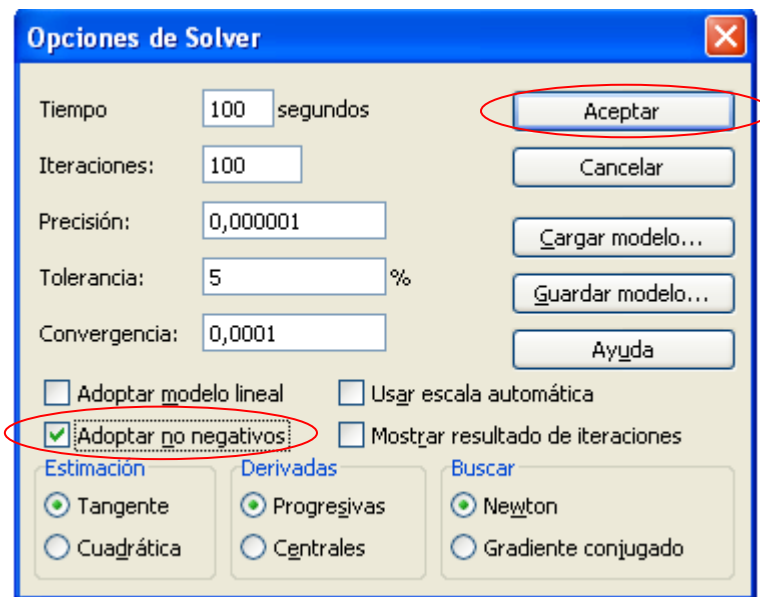 Opciones de Solver
Tiempo 100 segundos Aceptar
Iteraciones: 100 Cancelar
Precisión: 0,000001 Cargar modelo...
Tolerancia: 5 % Guardar modelo...
Convergencia: 0,0001 Ayuda
Adoptar modelo lineal Usar escala automática
Adoptar no negativos Mostrar resultado de iteraciones
Estimación Derivadas Buscar
Tangente Progresivas Newton
Cuadrática Centrales Gradiente conjugado